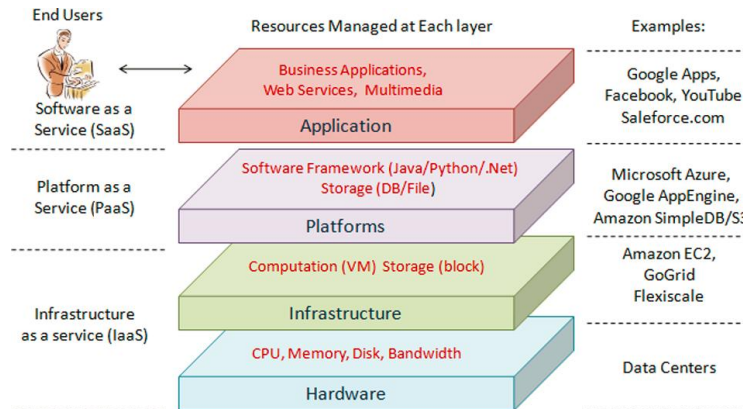 End Users
Resources Managed at Each layer
Examples:
Software as a
Service (SaaS)
Business Applications,
Web Services, Multimedia
Application
Google Apps,
Facebook, YouTube
Saleforce.com
Platform as a
Service (PaaS)
Software Framework (Java/Python/.Net)
Storage (DB/File)
Platforms
Microsoft Azure,
Google AppEngine,
Amazon SimpleDB/S3
Infrastructure
as a service (IaaS)
Computation (VM) Storage (block)
Infrastructure
Amazon EC2,
GoGrid
Flexiscale
CPU, Memory, Disk, Bandwidth
Hardware
Data Centers